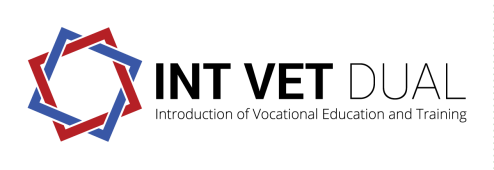 INT VET DUAL
Introduction of Vocational Education and Training